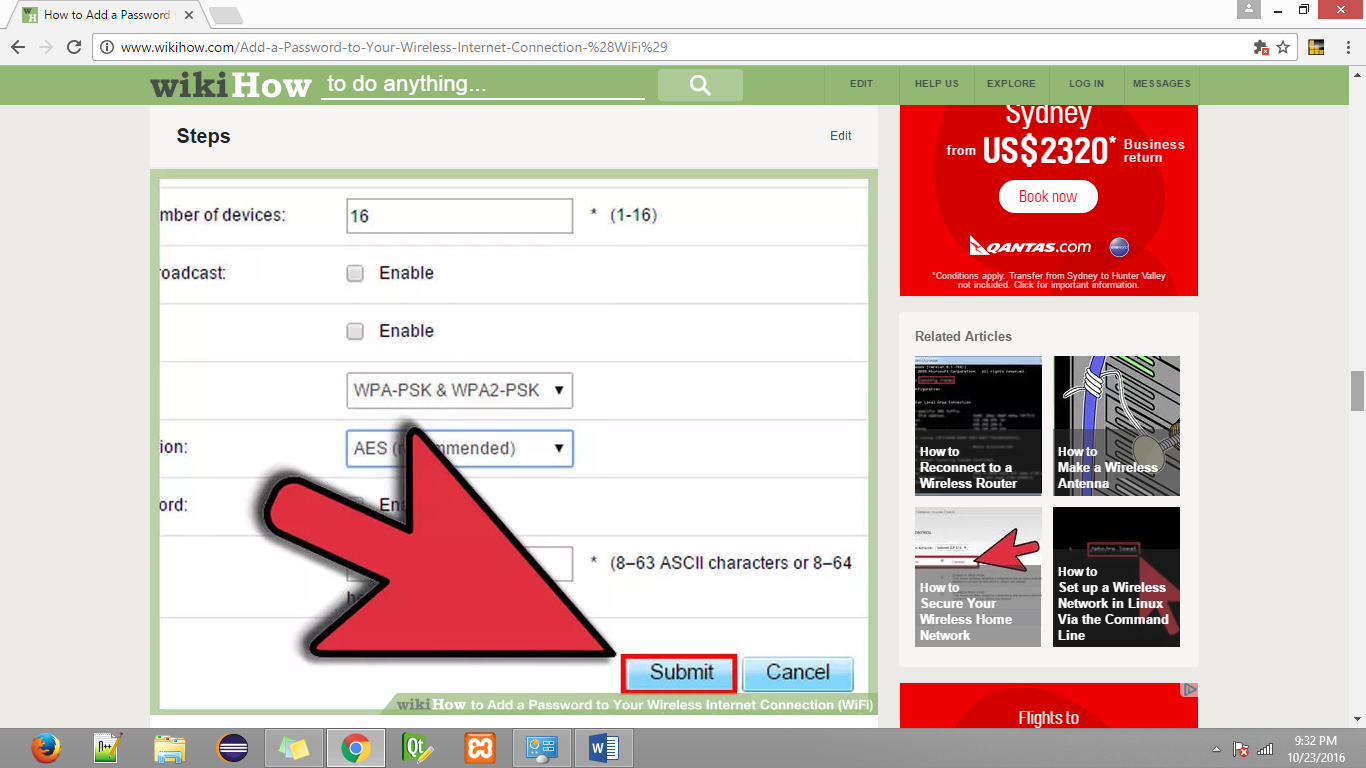 How to Add a Password
www.wikihow.com/Add-a-Password-to-Your-Wireless-Internet-Connection-%28WiFi%29
wikiHow to do anything...
EDIT
HELP US
EXPLORE
LOG IN
MESSAGES
Steps
Edit
mber of devices:
16
* (1-16)
roadcast:
Enable
Enable
WPA-PSK & WPA2-PSK
ion:
AES (r mmended)
ord:
En
* (8–63 ASCII characters or 8–64
Submit
Cancel
wikiHow to Add a Password to Your Wireless Internet Connection (WiFi)
Sydney
from US$2320* Business
return
Book now
QANTAS.COM
*Conditions apply. Transfer from Sydney to Hunter Valley
not included. Click for important information.
Related Articles
How to
Reconnect to a
Wireless Router
How to
Make a Wireless
Antenna
How to
Secure Your
Wireless Home
Network
How to
Set up a Wireless
Network in Linux
Via the Command
Line
Flights to
9:32 PM
10/23/2016